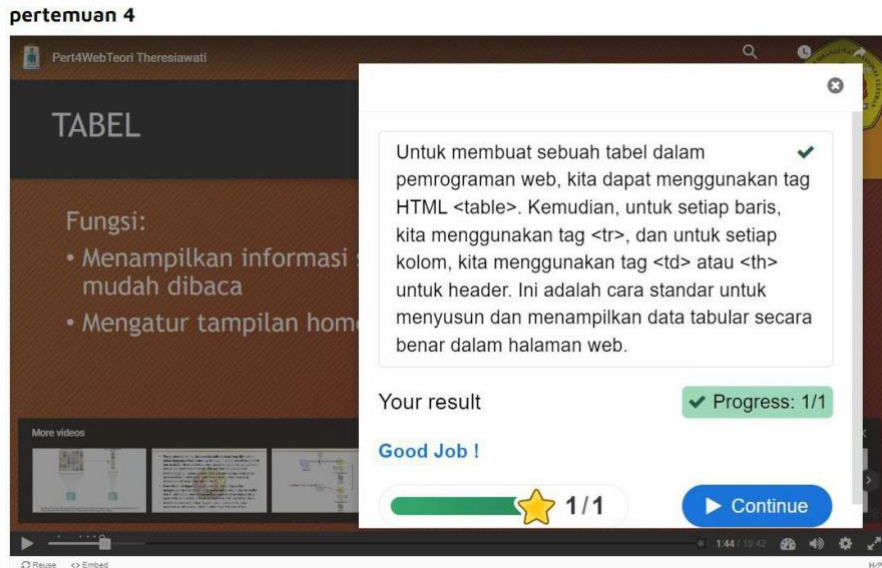 pertemuan 4
Pert4WebTeori Theresiawati
TABEL
Fungsi:
• Menampilkan informasi
mudah dibaca
• Mengatur tampilan
Untuk membuat sebuah tabel dalam
pemrograman web, kita dapat menggunakan tag
HTML <table>. Kemudian, untuk setiap baris,
kita menggunakan tag <tr>, dan untuk setiap
kolom, kita menggunakan tag <td> atau <th>
untuk header. Ini adalah cara standar untuk
menyusun dan menampilkan data tabular secara
benar dalam halaman web.
Your result
Progress: 1/1
Good Job !
1/1
Continue
More videos
1:44 / 19:42
Reuse
<> Embed